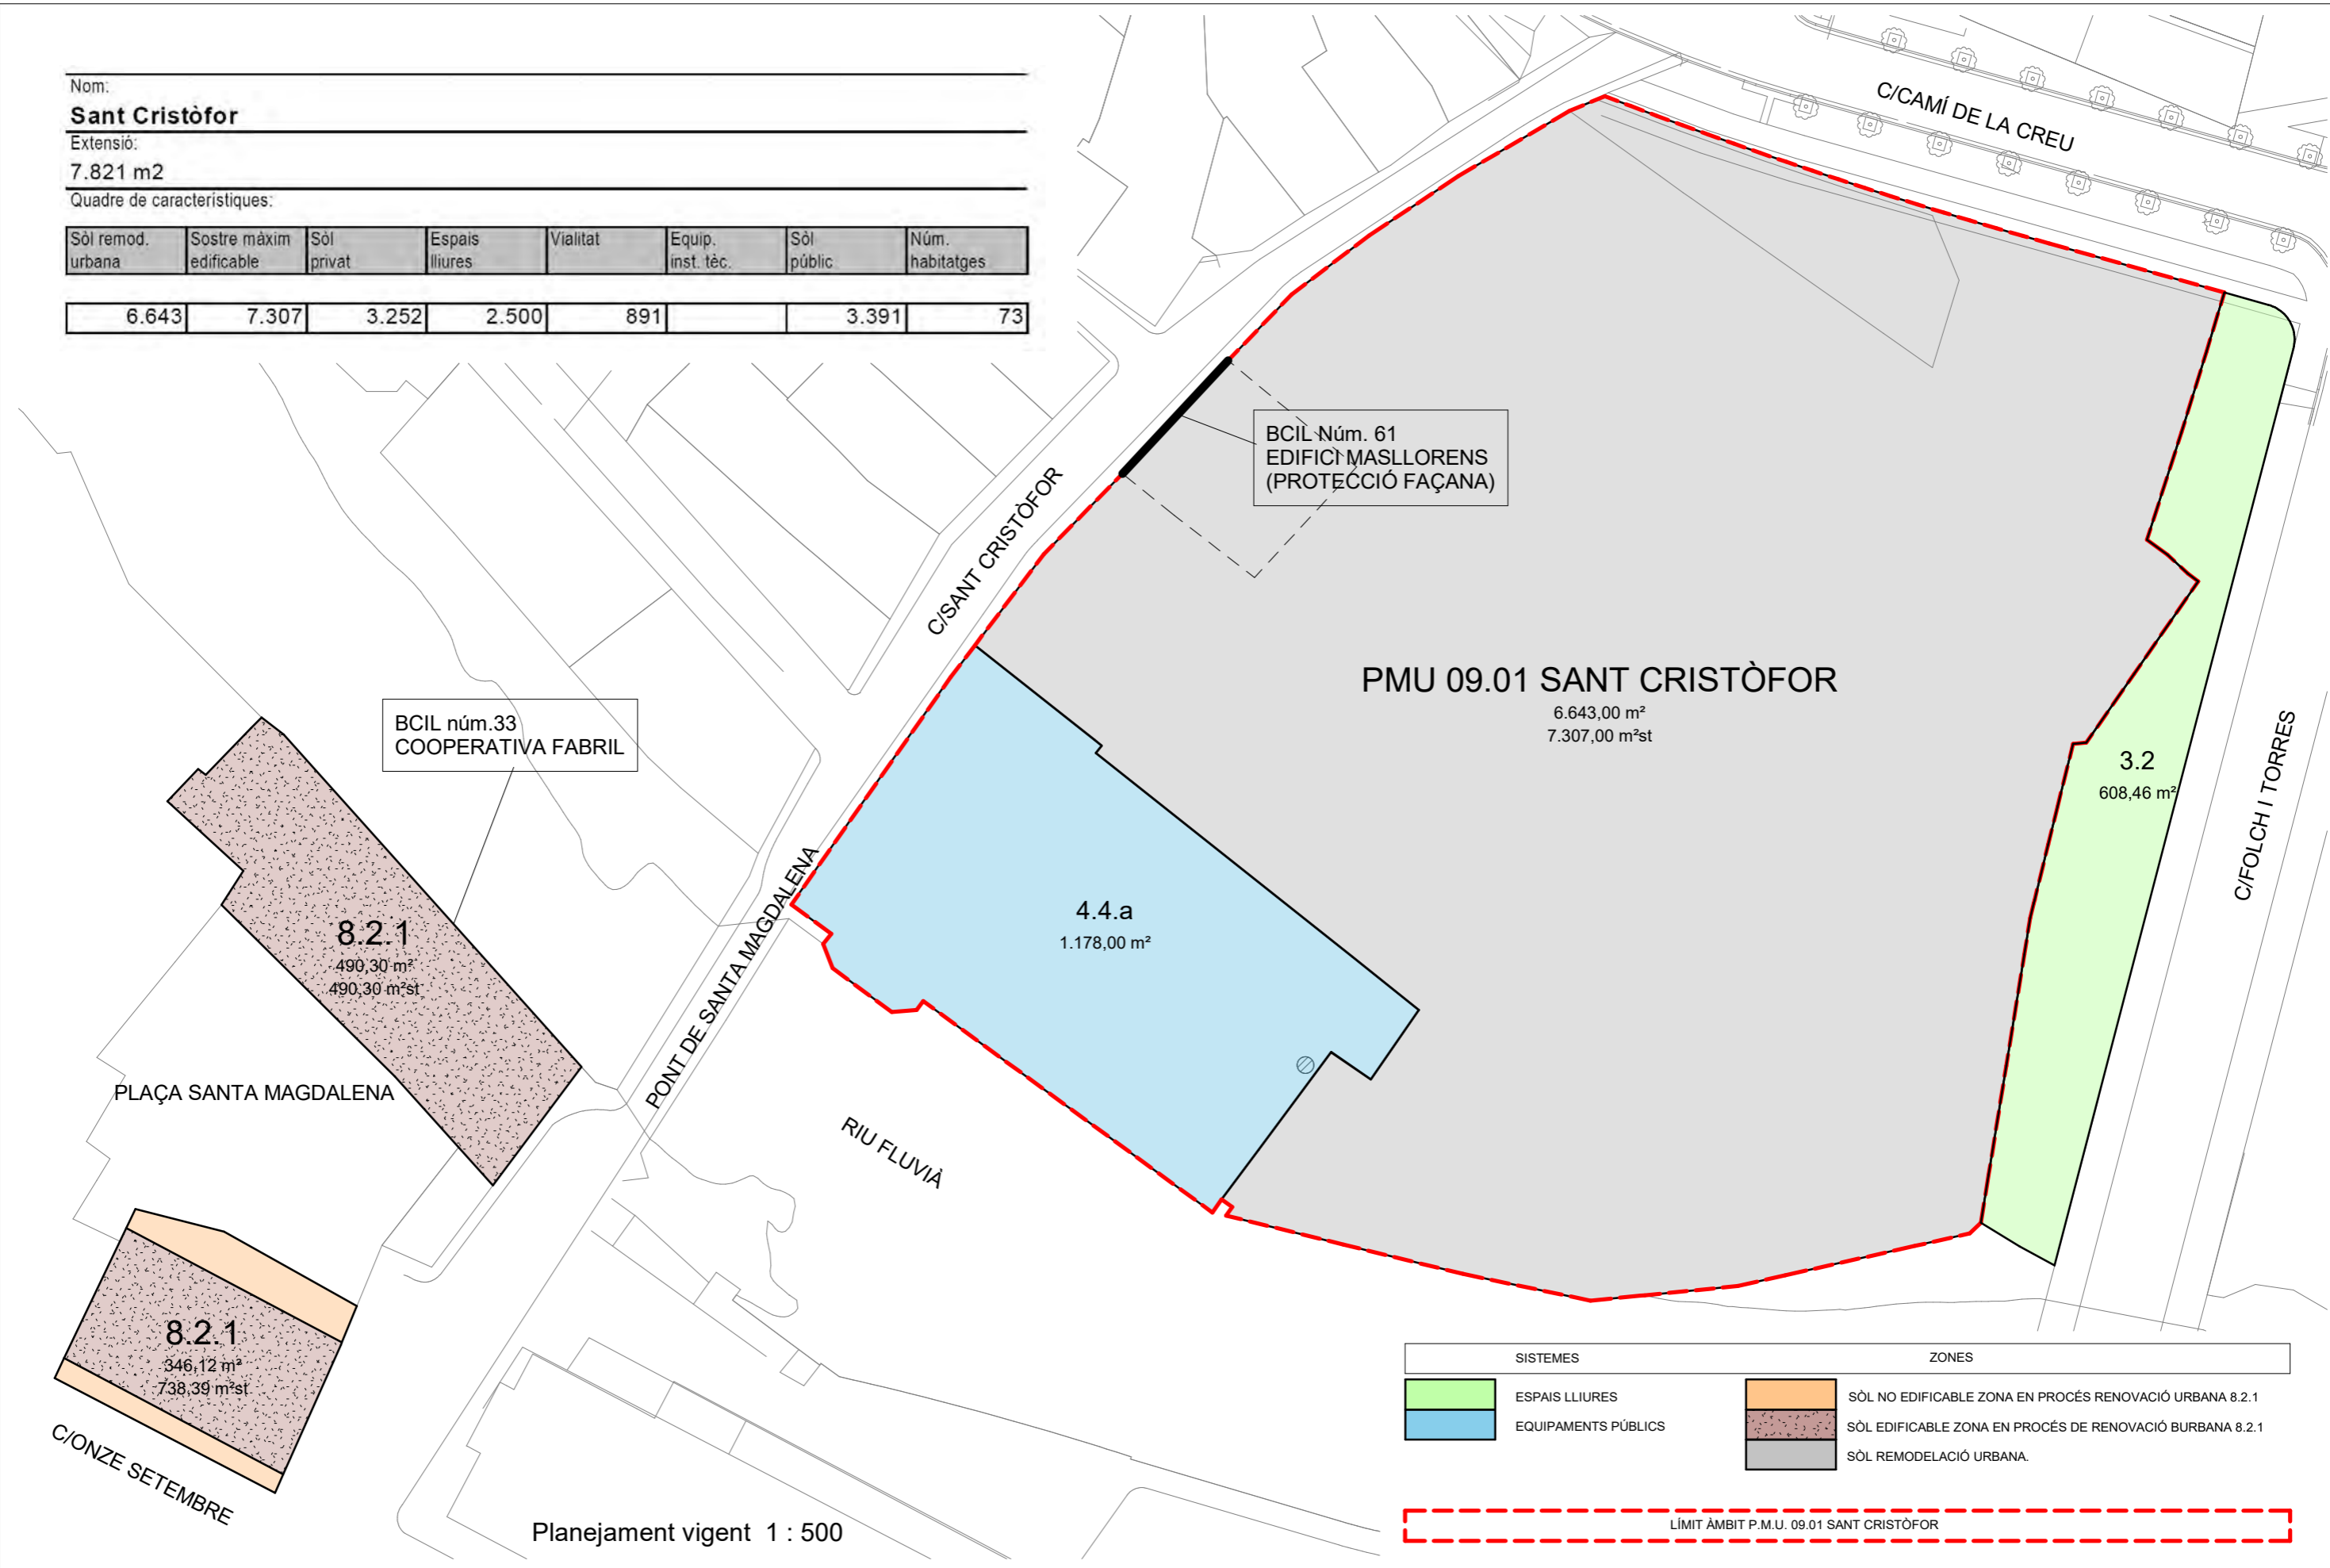 Nom:
Sant Cristòfor
Extensió:
7.821 m2
Quadre de característiques:
Sòl remod. urbana
Sostre màxim edificable
Sòl privat
Espais lliures
Vialitat
Equip. inst. tèc.
Sòl públic
Núm. habitatges
6.643 7.307 3.252 2.500 891 3.391 73
C/CAMÍ DE LA CREU
BCIL Núm. 61
EDIFICI MASLLORENS
(PROTECCIÓ FAÇANA)
C/SANT CRISTÒFOR
PMU 09.01 SANT CRISTÒFOR
6.643,00 m²
7.307,00 m²st
BCIL núm.33
COOPERATIVA FABRIL
3.2
608,46 m²
C/FOLCH I TORRES
4.4.a
1.178,00 m²
PONT DE SANTA MAGDALENA
8.2.1
490,30 m²
490,30 m²st
PLAÇA SANTA MAGDALENA
RIU FLUVIÀ
8.2.1
346,12 m²
738,39 m²st
C/ONZE SETEMBRE
Planejament vigent 1 : 500
SISTEMES
ZONES
ESPAIS LLIURES
EQUIPAMENTS PÚBLICS
SÒL NO EDIFICABLE ZONA EN PROCÉS RENOVACIÓ URBANA 8.2.1
SÒL EDIFICABLE ZONA EN PROCÉS DE RENOVACIÓ BURBANA 8.2.1
SÒL REMODELACIÓ URBANA.
LÍMIT ÀMBIT P.M.U. 09.01 SANT CRISTÒFOR